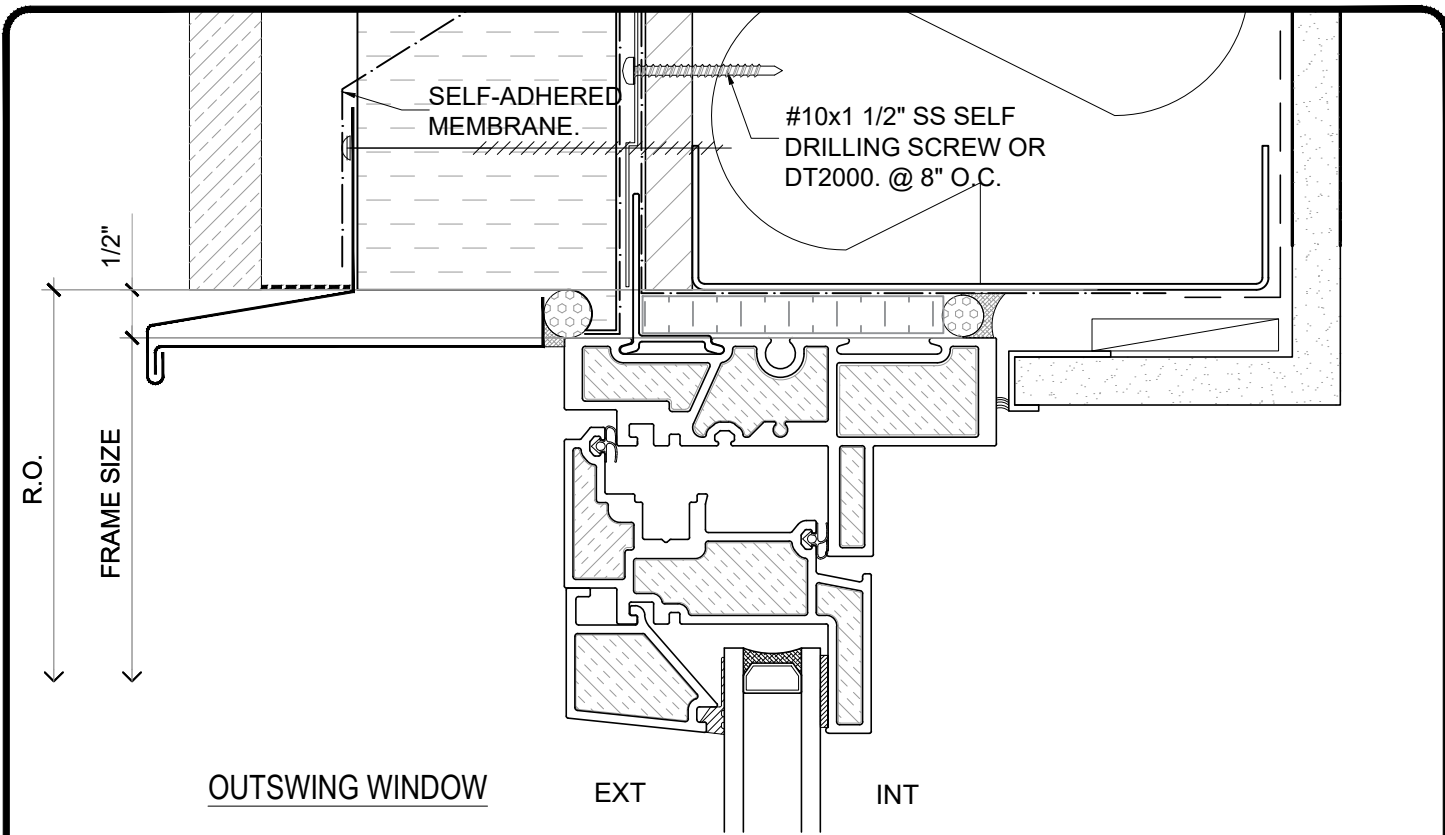 SELF-ADHERED
MEMBRANE.
#10x1 1/2" SS SELF
DRILLING SCREW OR
DT2000. @ 8" O.C.
1/2"
R.O.
FRAME SIZE
OUTSWING WINDOW
EXT
INT